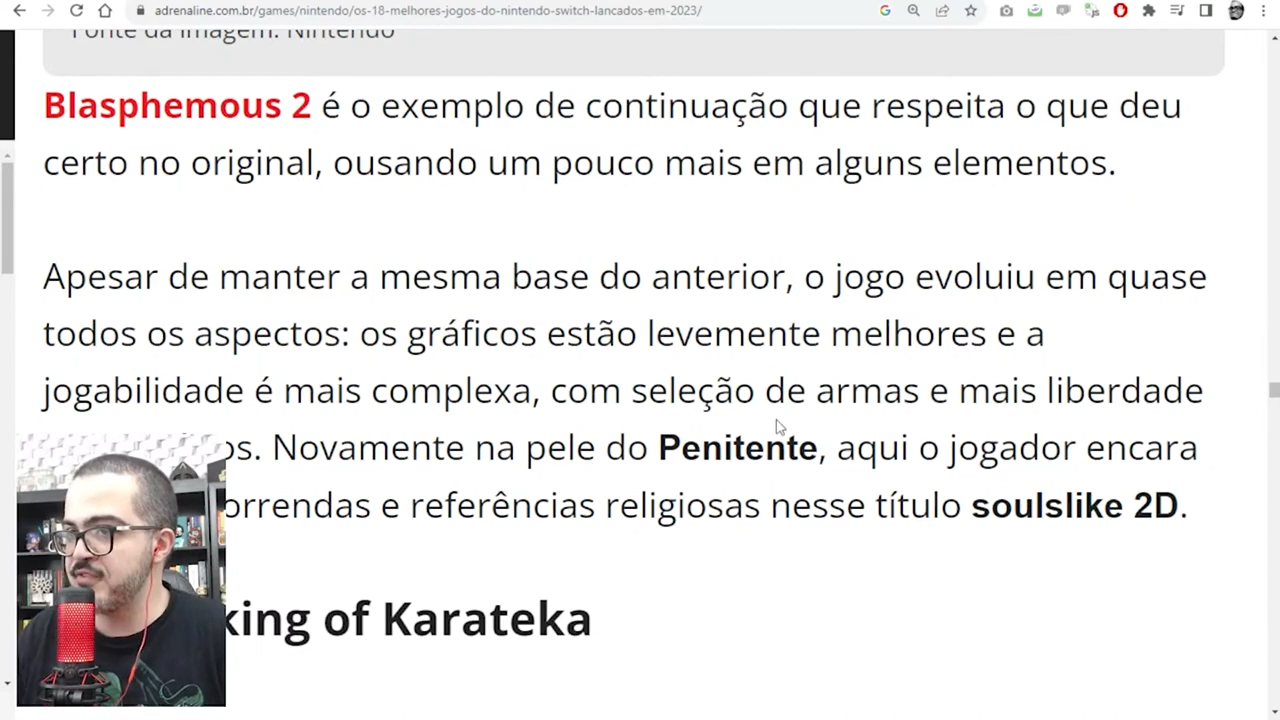 adrenaline.com.br/games/nintendo/os-18-melhores-jogos-do-nintendo-switch-lancados-em-2023/
Fonte da imagem: Nintendo
Blasphemous 2 é o exemplo de continuação que respeita o que deu
certo no original, ousando um pouco mais em alguns elementos.
Apesar de manter a mesma base do anterior, o jogo evoluiu em quase
todos os aspectos: os gráficos estão levemente melhores e a
jogabilidade é mais complexa, com seleção de armas e mais liberdade
os. Novamente na pele do Penitente, aqui o jogador encara
orrendas e referências religiosas nesse título soulslike 2D.
king of Karateka